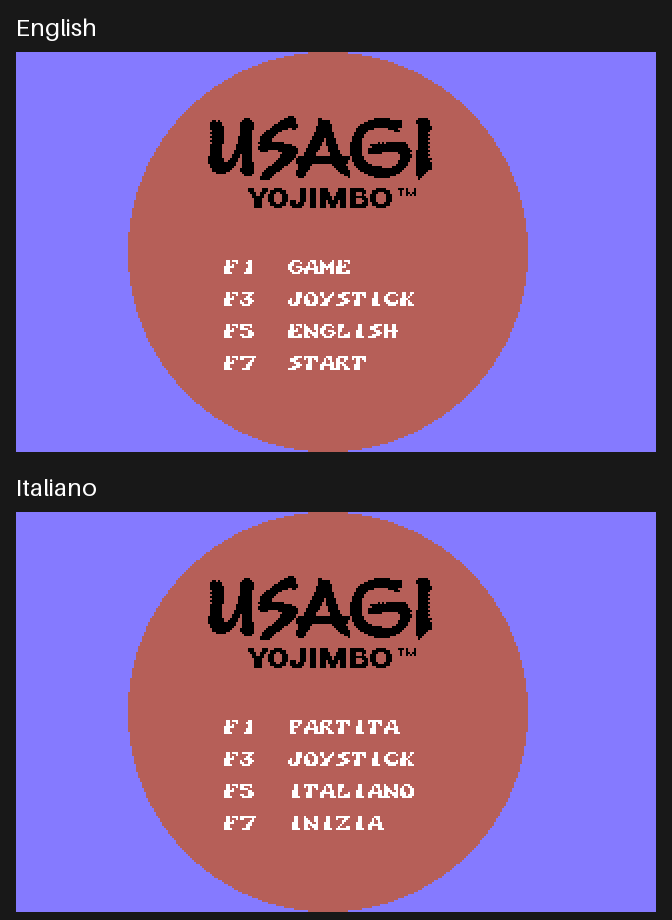 English
USAGI
YOJIMBO™
F1 GAME
F3 JOYSTICK
F5 ENGLISH
F7 START
Italiano
USAGI
YOJIMBO™
F1 PARTITA
F3 JOYSTICK
F5 ITALIANO
F7 INIZIA